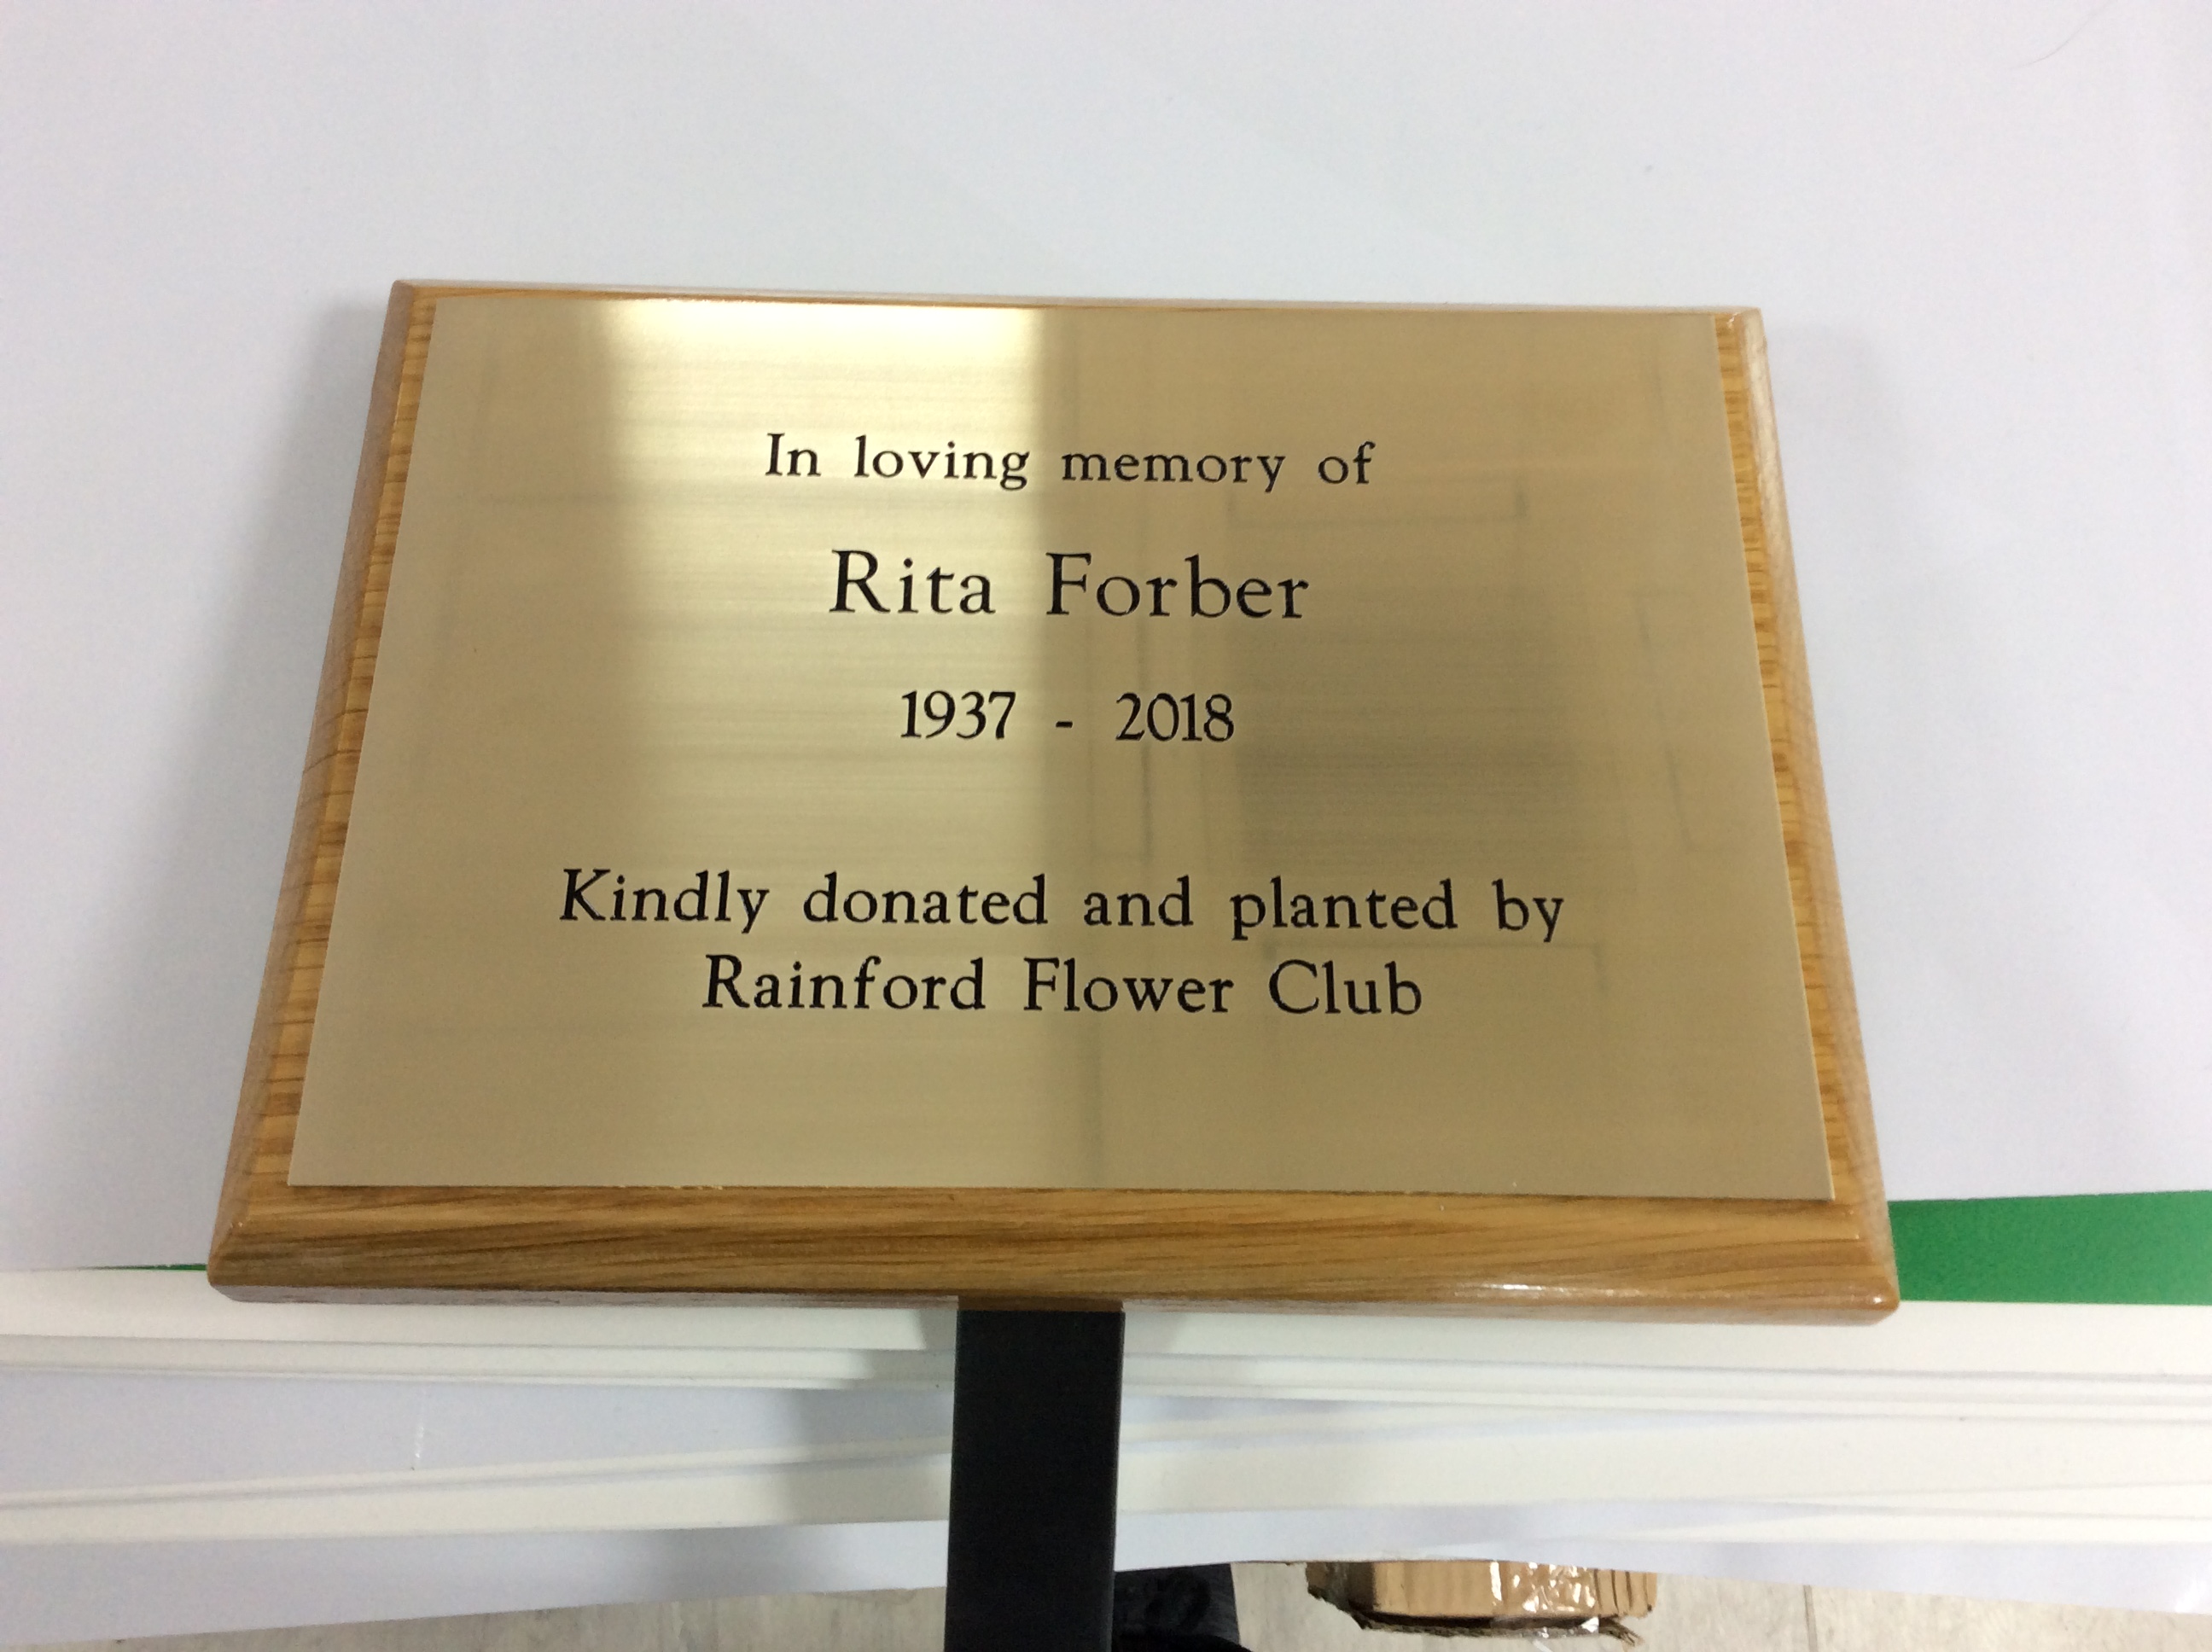 In loving memory of
Rita Forber
1937 - 2018
Kindly donated and planted by
Rainford Flower Club